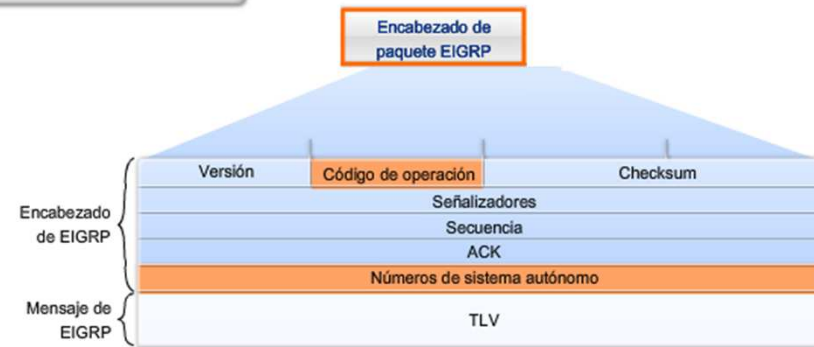 Encabezado de
paquete EIGRP
Versión
Código de operación
Checksum
Señalizadores
Encabezado
de EIGRP
Secuencia
ACK
Números de sistema autónomo
Mensaje de
EIGRP
TLV